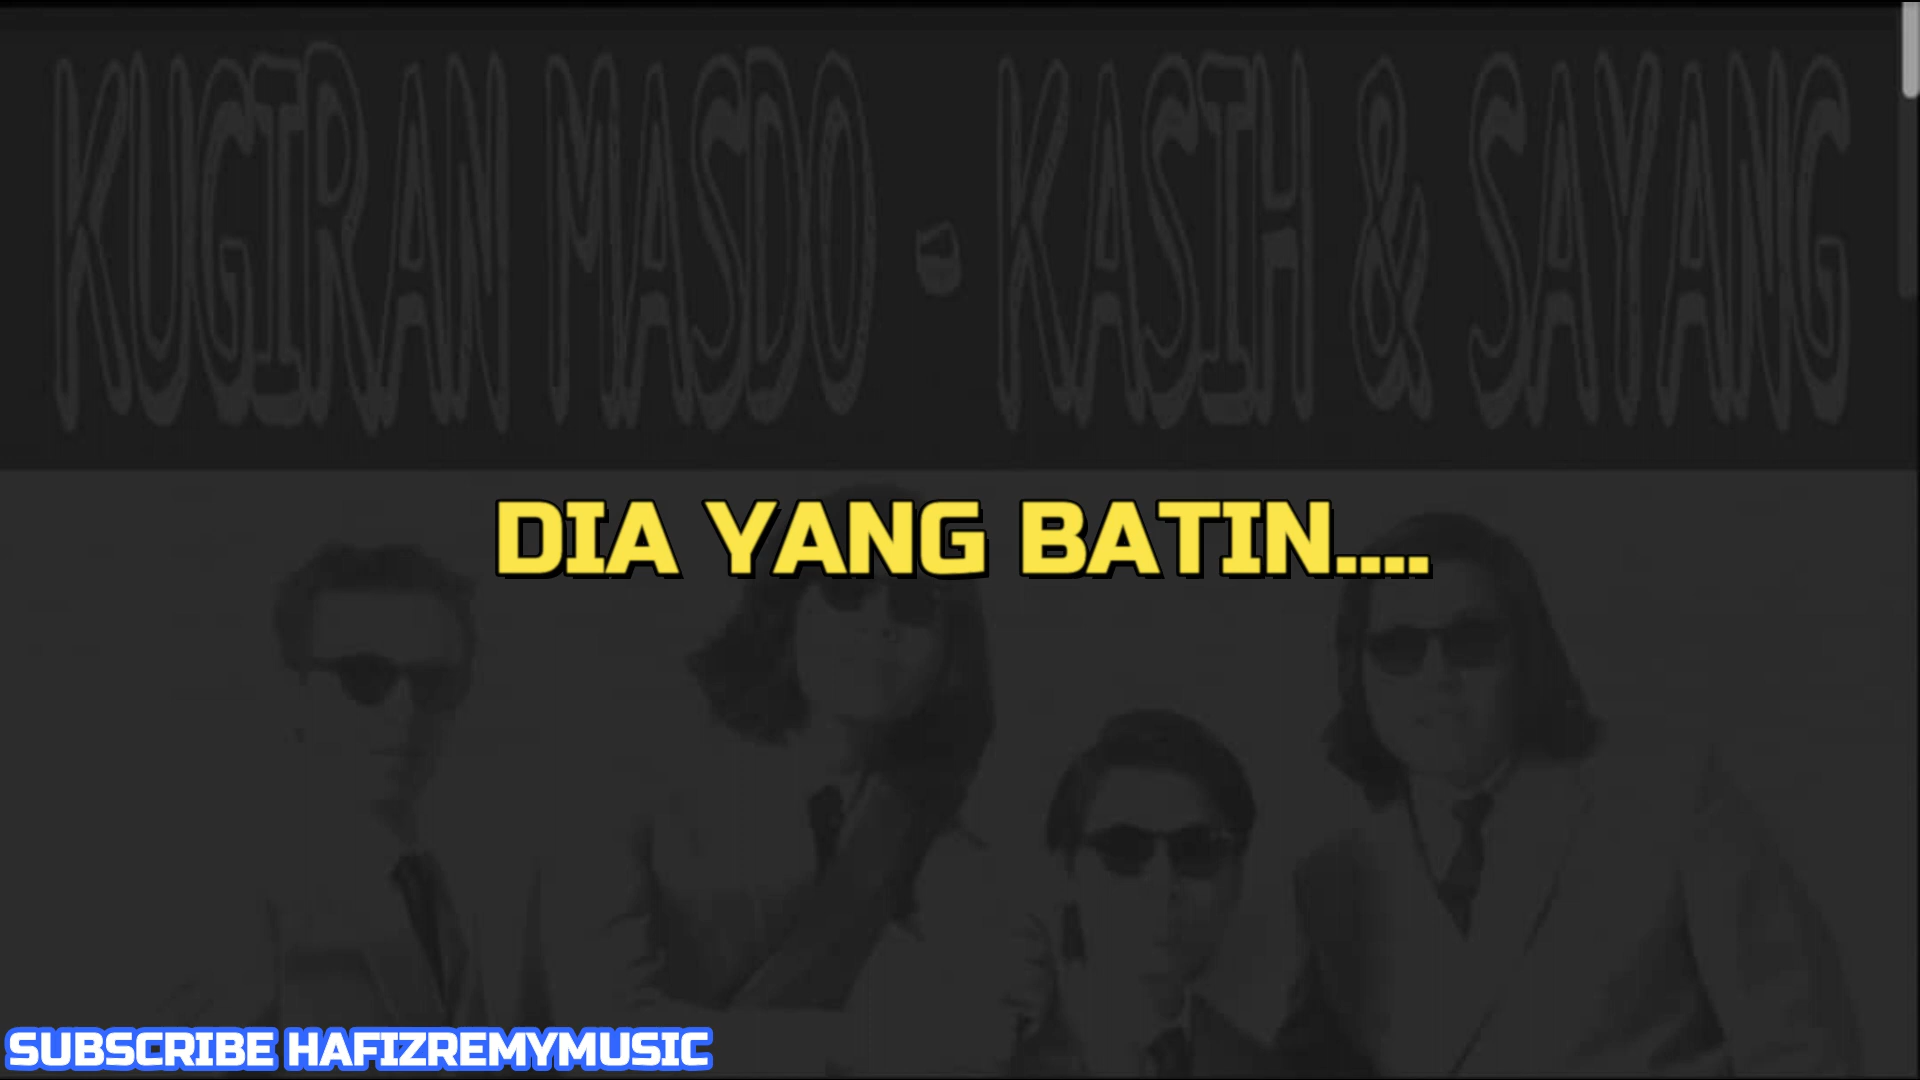 KUGIRAN MASDO - KASIH & SAYANG
DIA YANG BATIN....
SUBSCRIBE HAFIZREMYMUSIC